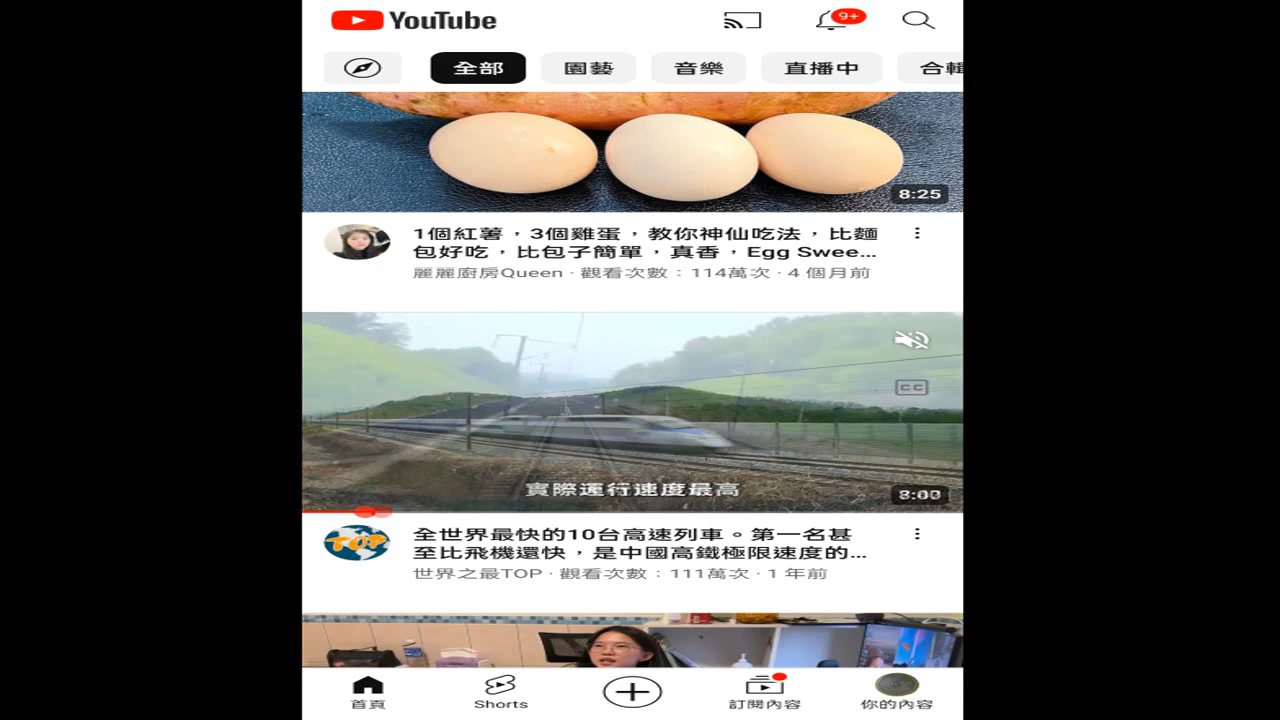 YouTube
9+
全部
園藝
音樂
直播中
合輯
8:25
1個紅薯，3個雞蛋，教你神仙吃法，比麵
包好吃，比包子簡單，真香，Egg Swee...
麗麗廚房Queen · 觀看次數：114萬次 · 4 個月前
CC
實際運行速度最高
8:00
TOP
全世界最快的10台高速列車。第一名甚
至比飛機還快，是中國高鐵極限速度的...
世界之最TOP · 觀看次數：111萬次 · 1 年前
首頁
Shorts
訂閱內容
你的內容